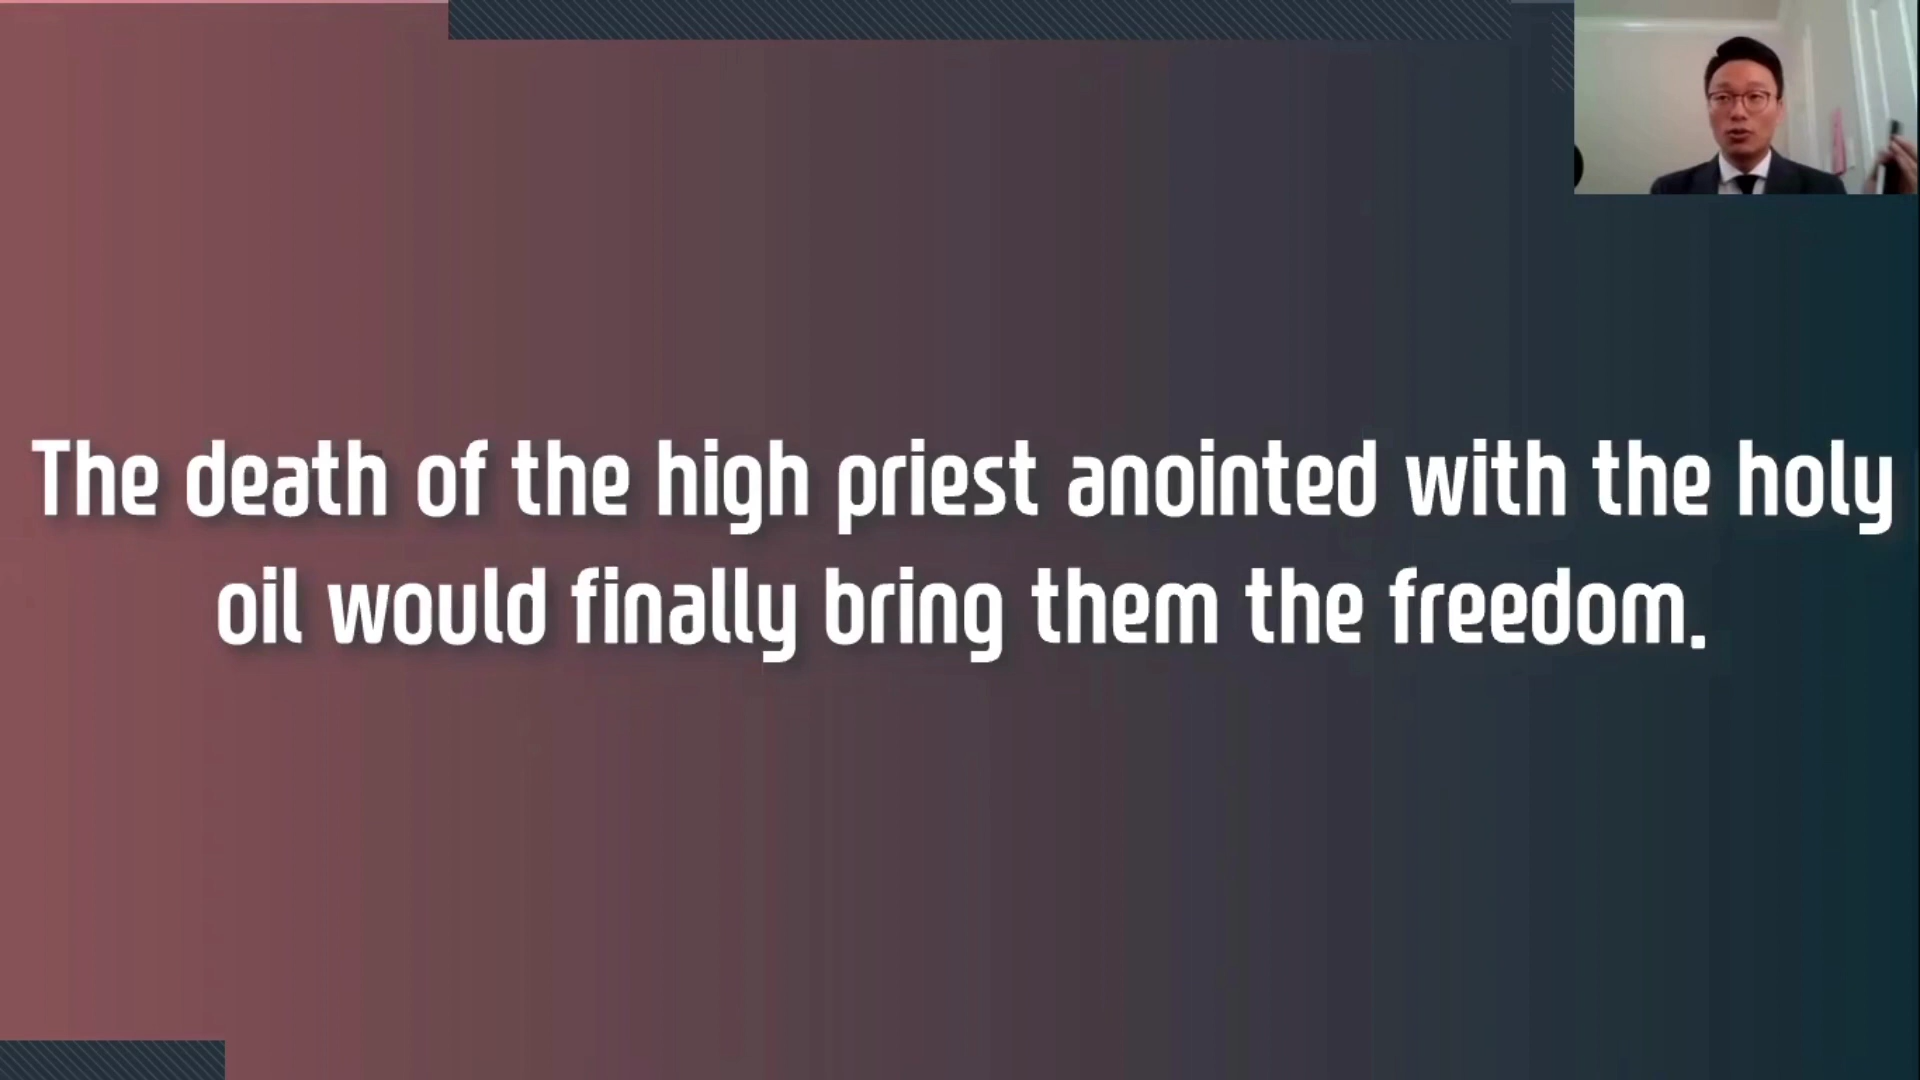 The death of the high priest anointed with the holy
oil would finally bring them the freedom.